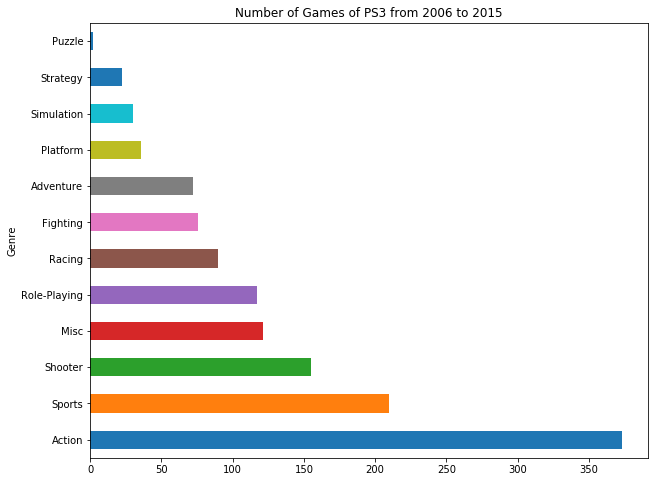 Number of Games of PS3 from 2006 to 2015
Genre
Puzzle
Strategy
Simulation
Platform
Adventure
Fighting
Racing
Role-Playing
Misc
Shooter
Sports
Action
0 50 100 150 200 250 300 350